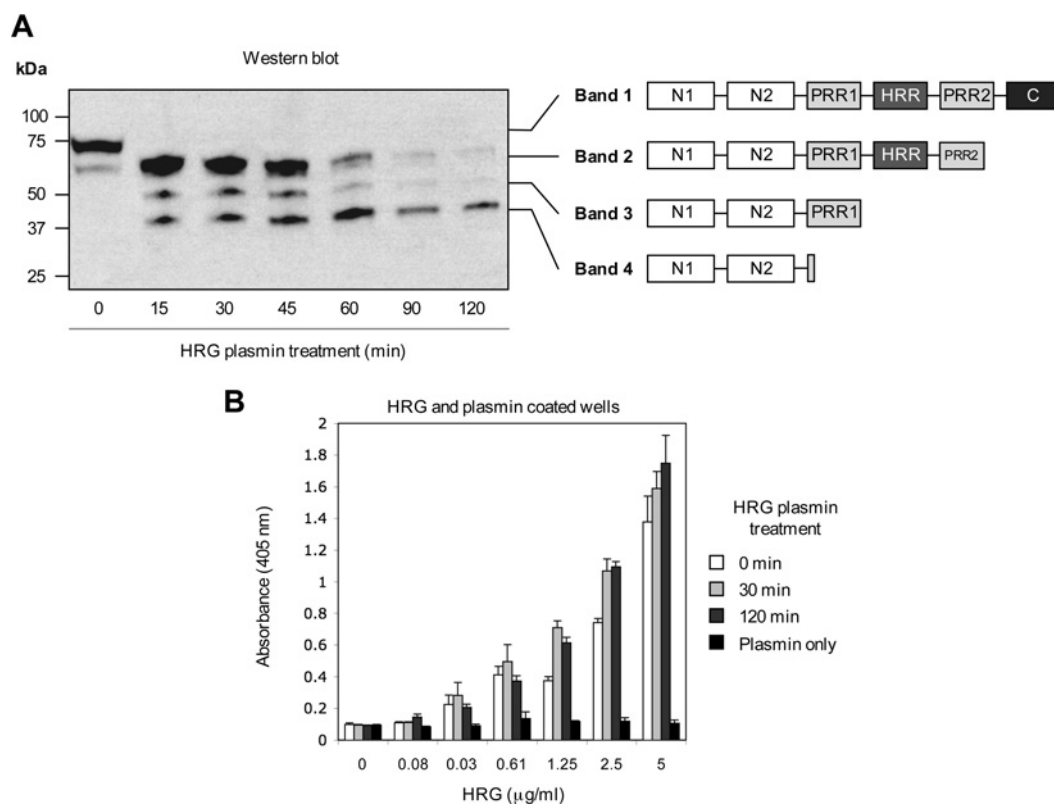 A
kDa
Western blot
100
75
50
37
25
0 15 30 45 60 90 120
HRG plasmin treatment (min)
Band 1 N1 N2 PRR1 HRR PRR2 C
Band 2 N1 N2 PRR1 HRR PRR2
Band 3 N1 N2 PRR1
Band 4 N1 N2
B
HRG and plasmin coated wells
Absorbance (405 nm)
2
1.8
1.6
1.4
1.2
1
0.8
0.6
0.4
0.2
0
0 0.08 0.03 0.61 1.25 2.5 5
HRG (μg/ml)
HRG plasmin
treatment
0 min
30 min
120 min
Plasmin only